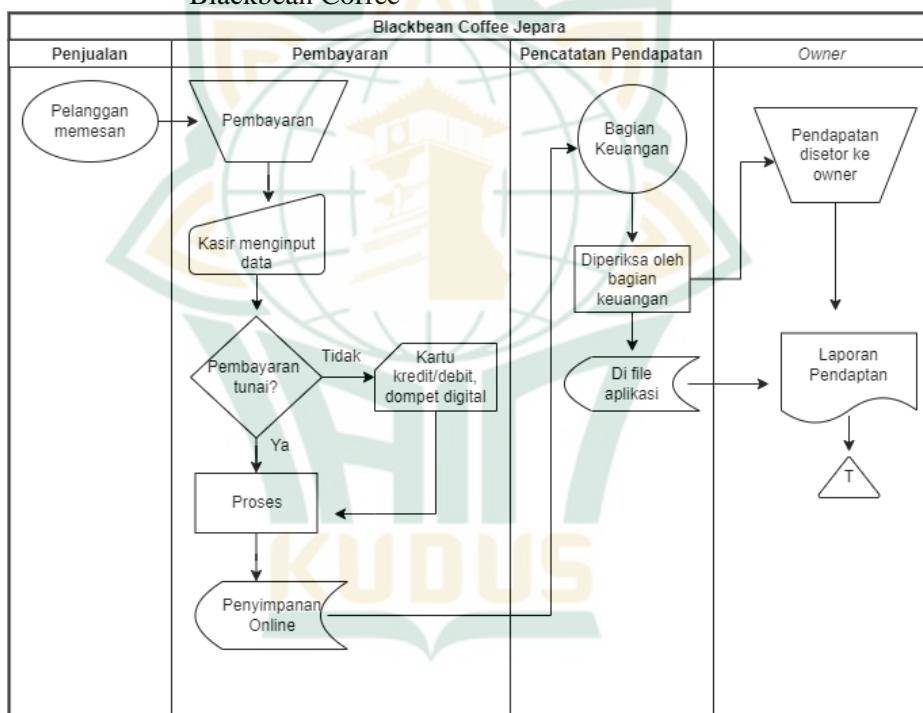 Blackbean Coffee
Blackbean Coffee Jepara
Penjualan
Pembayaran
Pencatatan Pendapatan
Owner
Pelanggan
memesan
Pembayaran
Kasir menginput
data
Pembayaran
tunai?
Tidak
Kartu
kredit/debit,
dompet digital
Ya
Proses
Penyimpanan
Online
Bagian
Keuangan
Diperiksa oleh
bagian
keuangan
Di file
aplikasi
Pendapatan
disetor ke
owner
Laporan
Pendaptan
T
KUDUS